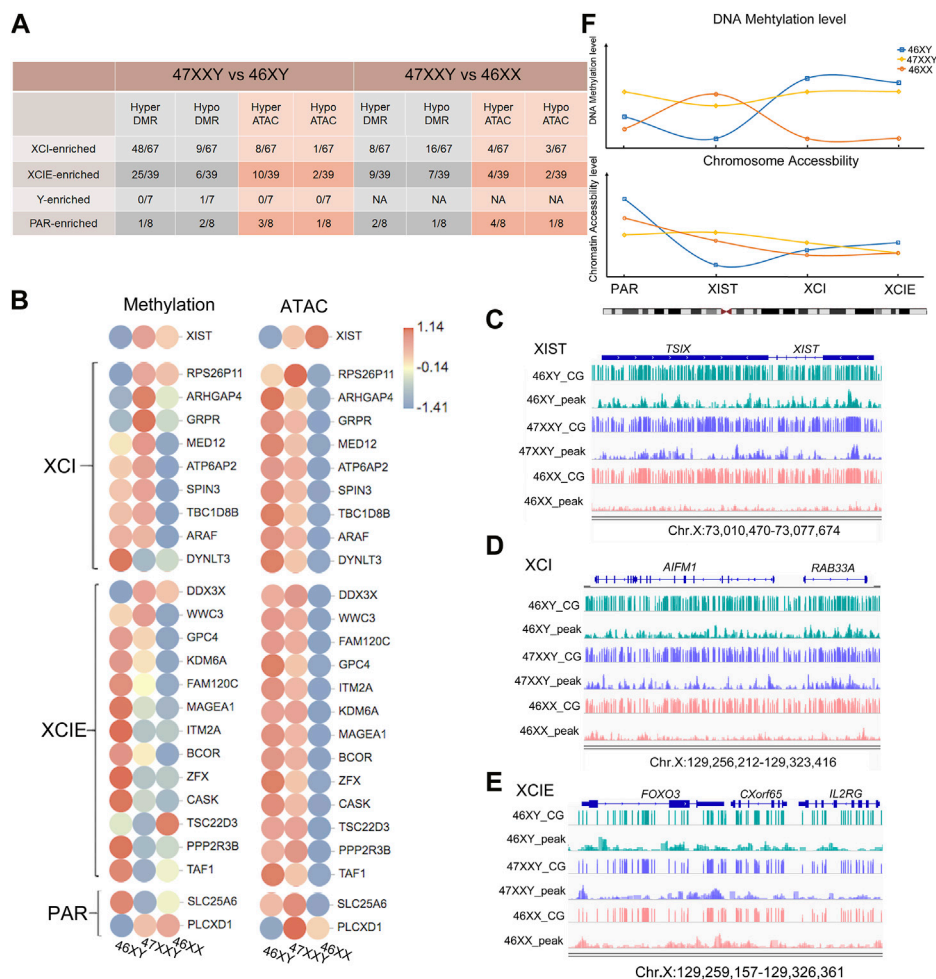 A
47XXY vs 46XY 47XXY vs 46XX
Hyper DMR Hypo DMR Hyper ATAC Hypo ATAC Hyper DMR Hypo DMR Hyper ATAC Hypo ATAC
XCI-enriched 48/67 9/67 8/67 1/67 8/67 16/67 4/67 3/67
XCIE-enriched 25/39 6/39 10/39 2/39 9/39 7/39 4/39 2/39
Y-enriched 0/7 1/7 0/7 0/7 NA NA NA NA
PAR-enriched 1/8 2/8 3/8 1/8 2/8 1/8 4/8 1/8
F
DNA Mehtylation level
DNA Methylation level
46XY
47XXY
46XX
Chromosome Accessbility
Chromatin Accessbility level
PAR XIST XCI XCIE
B
Methylation ATAC
XIST XIST
1.14
-0.14
-1.41
XCI
RPS26P11 RPS26P11
ARHGAP4 ARHGAP4
GRPR GRPR
MED12 MED12
ATP6AP2 ATP6AP2
SPIN3 SPIN3
TBC1D8B TBC1D8B
ARAF ARAF
DYNLT3 DYNLT3
XCIE
DDX3X DDX3X
WWC3 WWC3
GPC4 FAM120C
KDM6A GPC4
FAM120C ITM2A
MAGEA1 KDM6A
ITM2A MAGEA1
BCOR BCOR
ZFX ZFX
CASK CASK
TSC22D3 TSC22D3
PPP2R3B PPP2R3B
TAF1 TAF1
PAR
SLC25A6 SLC25A6
PLCXD1 PLCXD1
46XY 47XXY 46XX 46XY 47XXY 46XX
C
XIST
TSIX XIST
46XY_CG
46XY_peak
47XXY_CG
47XXY_peak
46XX_CG
46XX_peak
Chr.X:73,010,470-73,077,674
D
XCI
AIFM1 RAB33A
46XY_CG
46XY_peak
47XXY_CG
47XXY_peak
46XX_CG
46XX_peak
Chr.X:129,256,212-129,323,416
E
XCIE
FOXO3 CXorf65 IL2RG
46XY_CG
46XY_peak
47XXY_CG
47XXY_peak
46XX_CG
46XX_peak
Chr.X:129,259,157-129,326,361